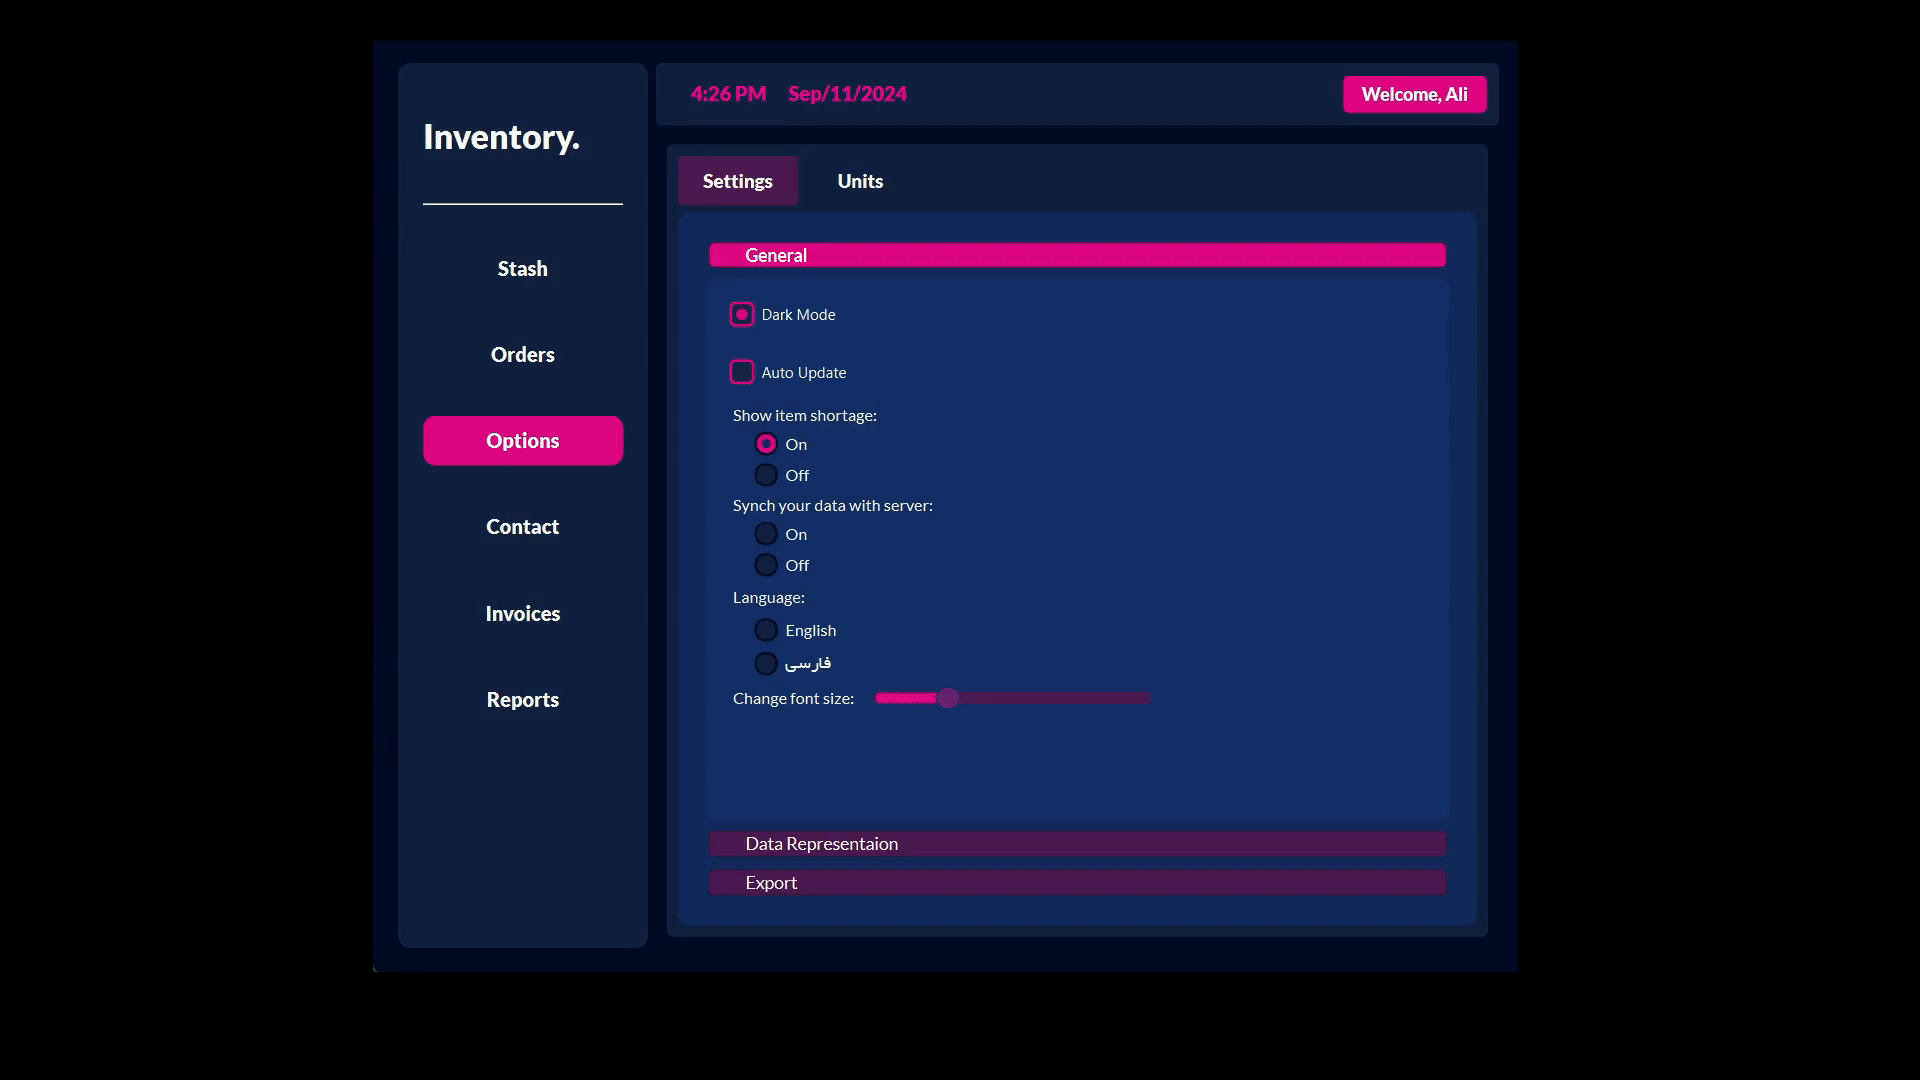 Inventory.
Stash
Orders
Options
Contact
Invoices
Reports
4:26 PM Sep/11/2024
Welcome, Ali
Settings Units
General
Dark Mode
Auto Update
Show item shortage:
On
Off
Synch your data with server:
On
Off
Language:
English
فارسی
Change font size:
Data Representaion
Export